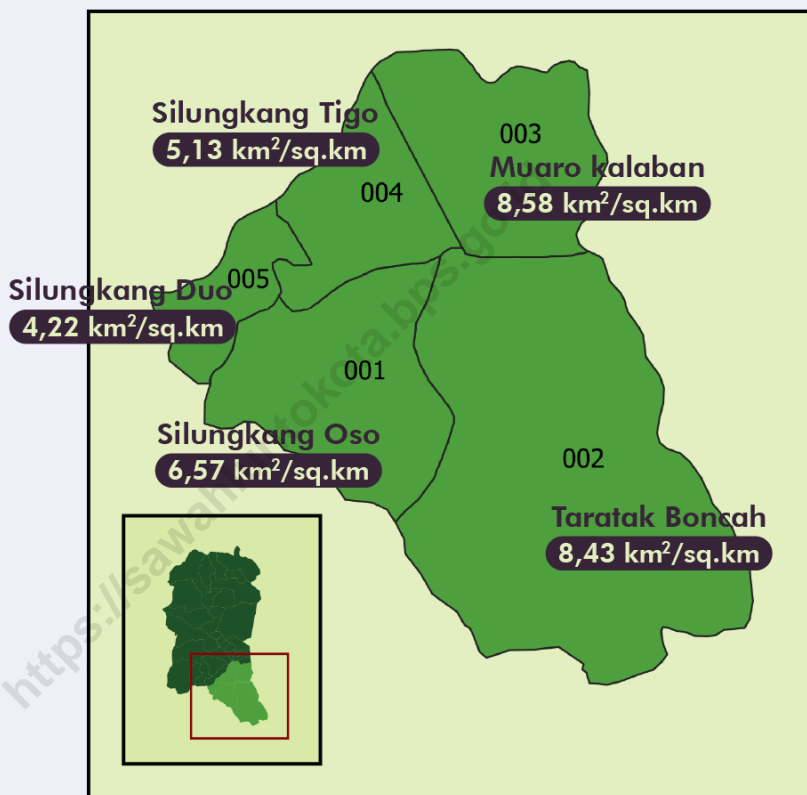 Silungkang Tigo
5,13 km²/sq.km
003
Muaro kalaban
8,58 km²/sq.km
004
005
Silungkang Duo
4,22 km²/sq.km
001
Silungkang Oso
6,57 km²/sq.km
002
Taratak Boncah
8,43 km²/sq.km
https://sawahluntokota.bps.go.id